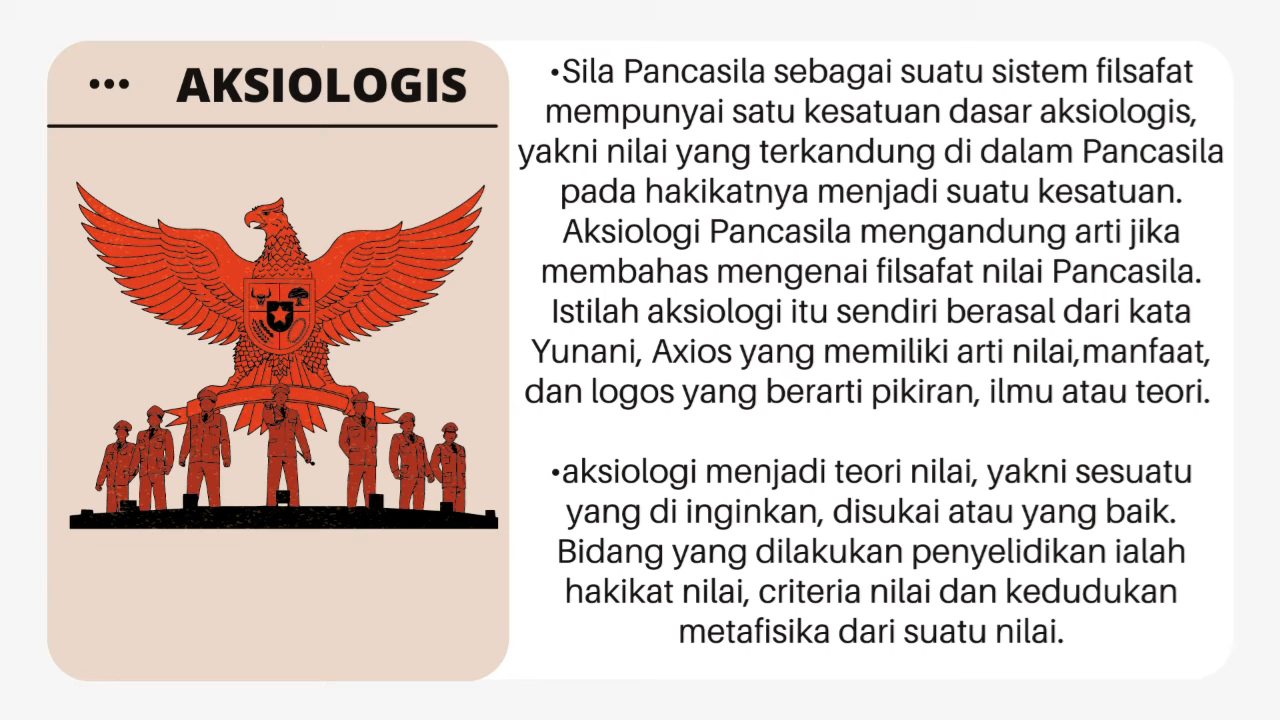 ••• AKSIOLOGIS
•Sila Pancasila sebagai suatu sistem filsafat
mempunyai satu kesatuan dasar aksiologis,
yakni nilai yang terkandung di dalam Pancasila
pada hakikatnya menjadi suatu kesatuan.
Aksiologi Pancasila mengandung arti jika
membahas mengenai filsafat nilai Pancasila.
Istilah aksiologi itu sendiri berasal dari kata
Yunani, Axios yang memiliki arti nilai,manfaat,
dan logos yang berarti pikiran, ilmu atau teori.
•aksiologi menjadi teori nilai, yakni sesuatu
yang di inginkan, disukai atau yang baik.
Bidang yang dilakukan penyelidikan ialah
hakikat nilai, criteria nilai dan kedudukan
metafisika dari suatu nilai.